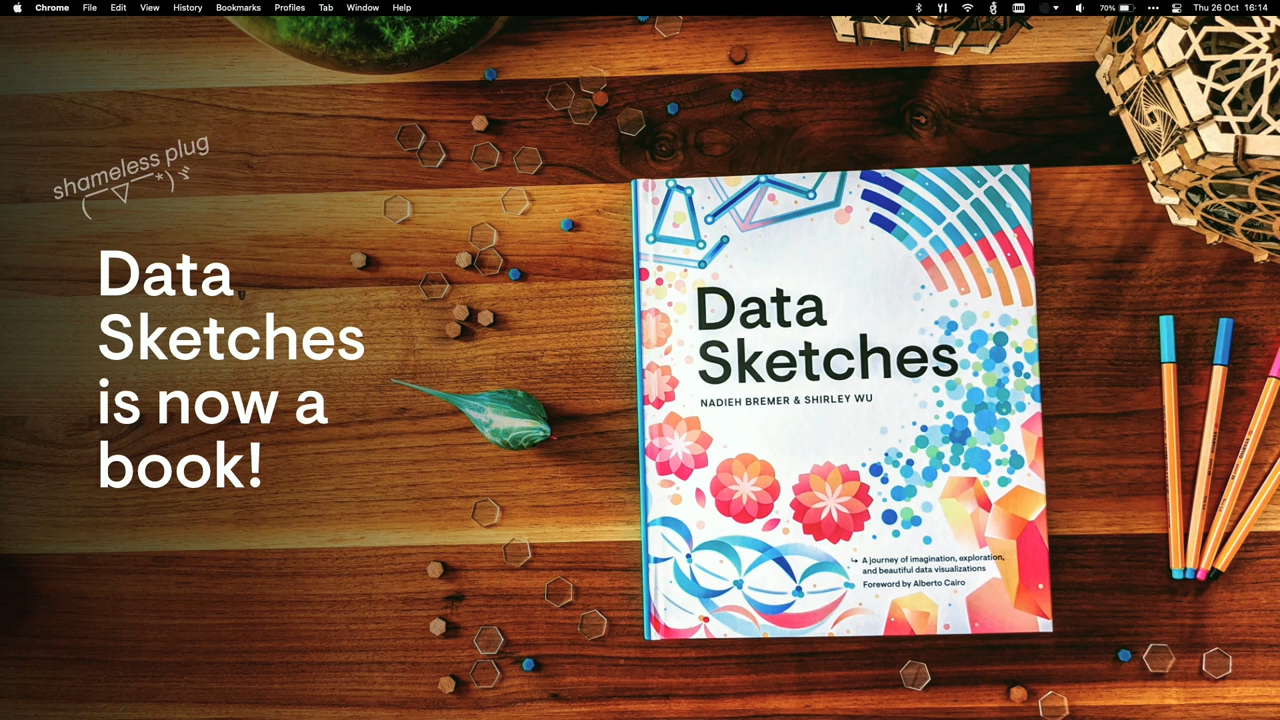 Chrome File Edit View History Bookmarks Profiles Tab Window Help
70% Thu 26 Oct 16:14
shameless plug
Data
Sketches
is now a
book!
Data
Sketches
NADIEH BREMER & SHIRLEY WU
A journey of imagination, exploration,
and beautiful data visualizations
Foreword by Alberto Cairo